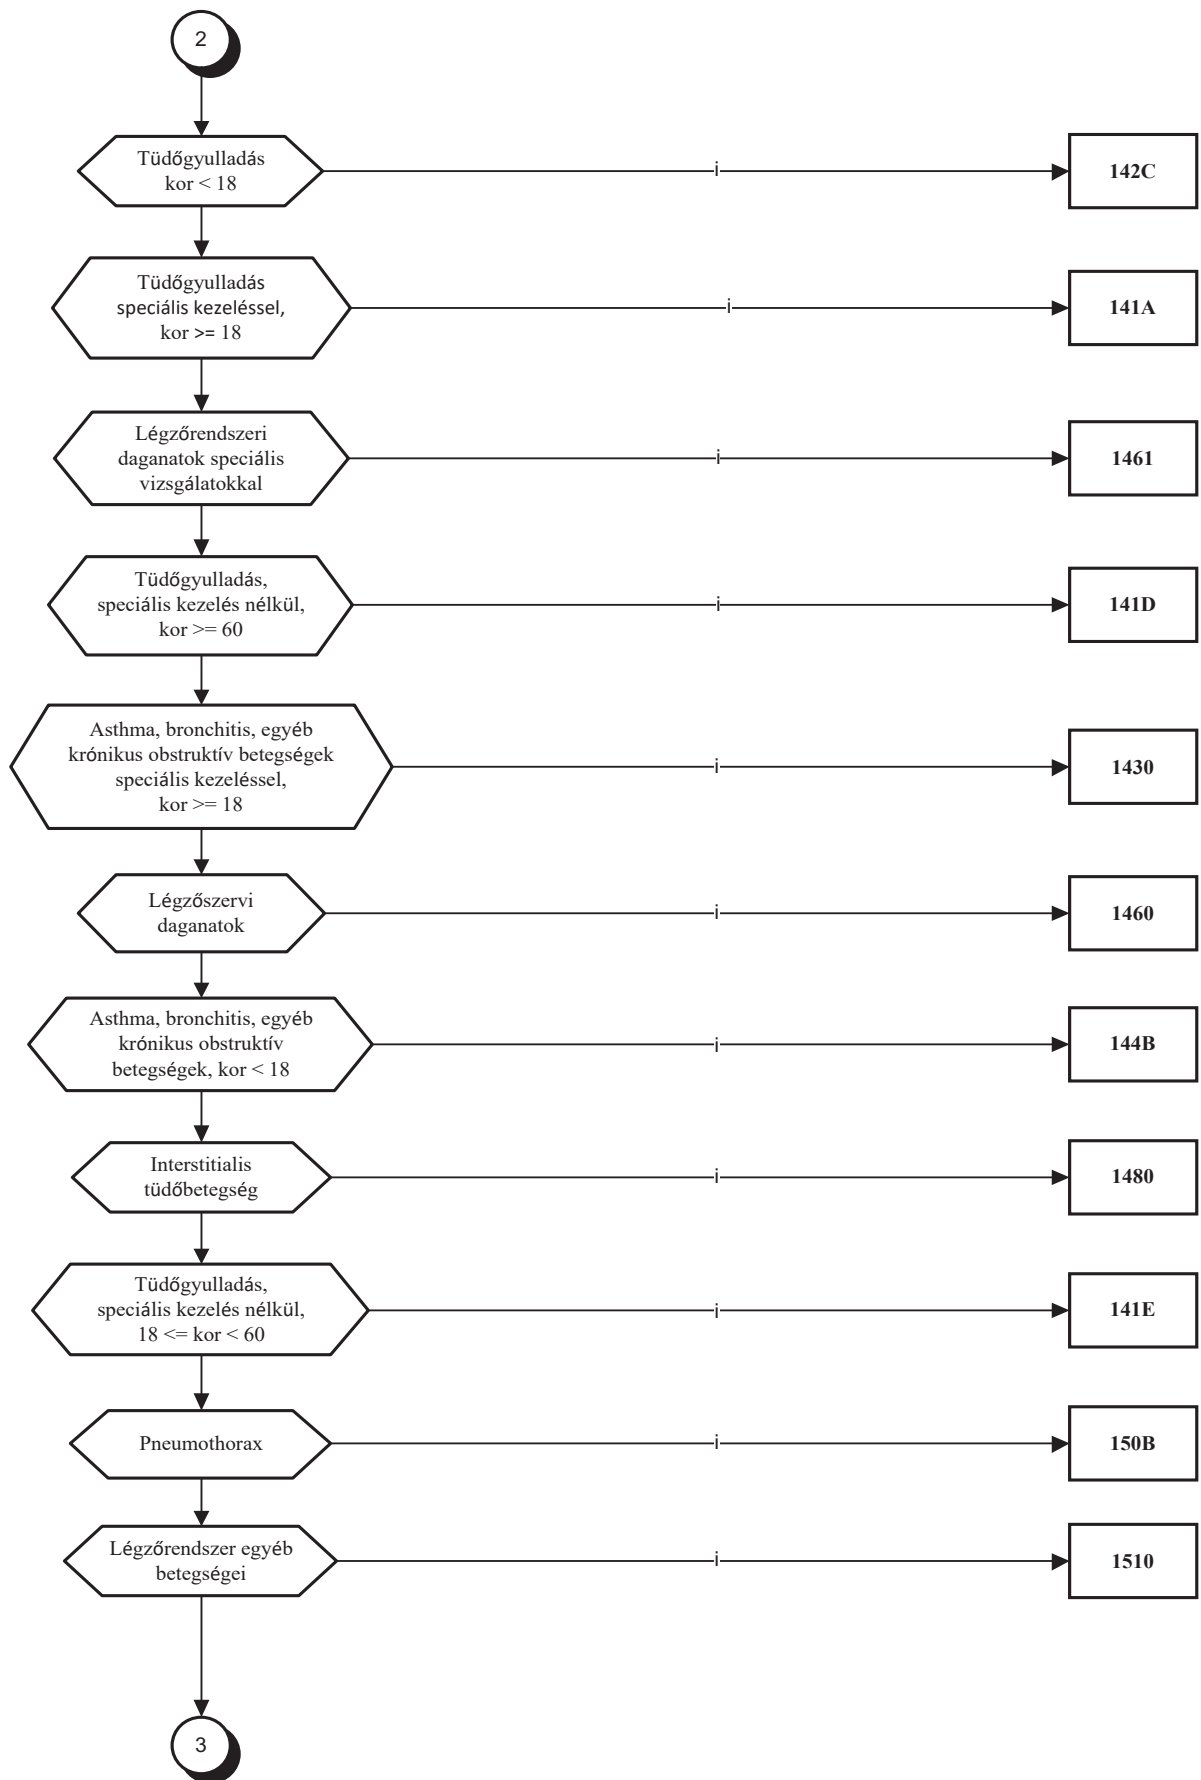 2
Tüdőgyulladás
kor < 18
i
142C
Tüdőgyulladás
speciális kezeléssel,
kor >= 18
i
141A
Légzőrendszeri
daganatok speciális
vizsgálatokkal
i
1461
Tüdőgyulladás,
speciális kezelés nélkül,
kor >= 60
i
141D
Asthma, bronchitis, egyéb
krónikus obstruktív betegségek
speciális kezeléssel,
kor >= 18
i
1430
Légzőszervi
daganatok
i
1460
Asthma, bronchitis, egyéb
krónikus obstruktív
betegségek, kor < 18
i
144B
Interstitialis
tüdőbetegség
i
1480
Tüdőgyulladás,
speciális kezelés nélkül,
18 <= kor < 60
i
141E
Pneumothorax
i
150B
Légzőrendszer egyéb
betegségei
i
1510
3